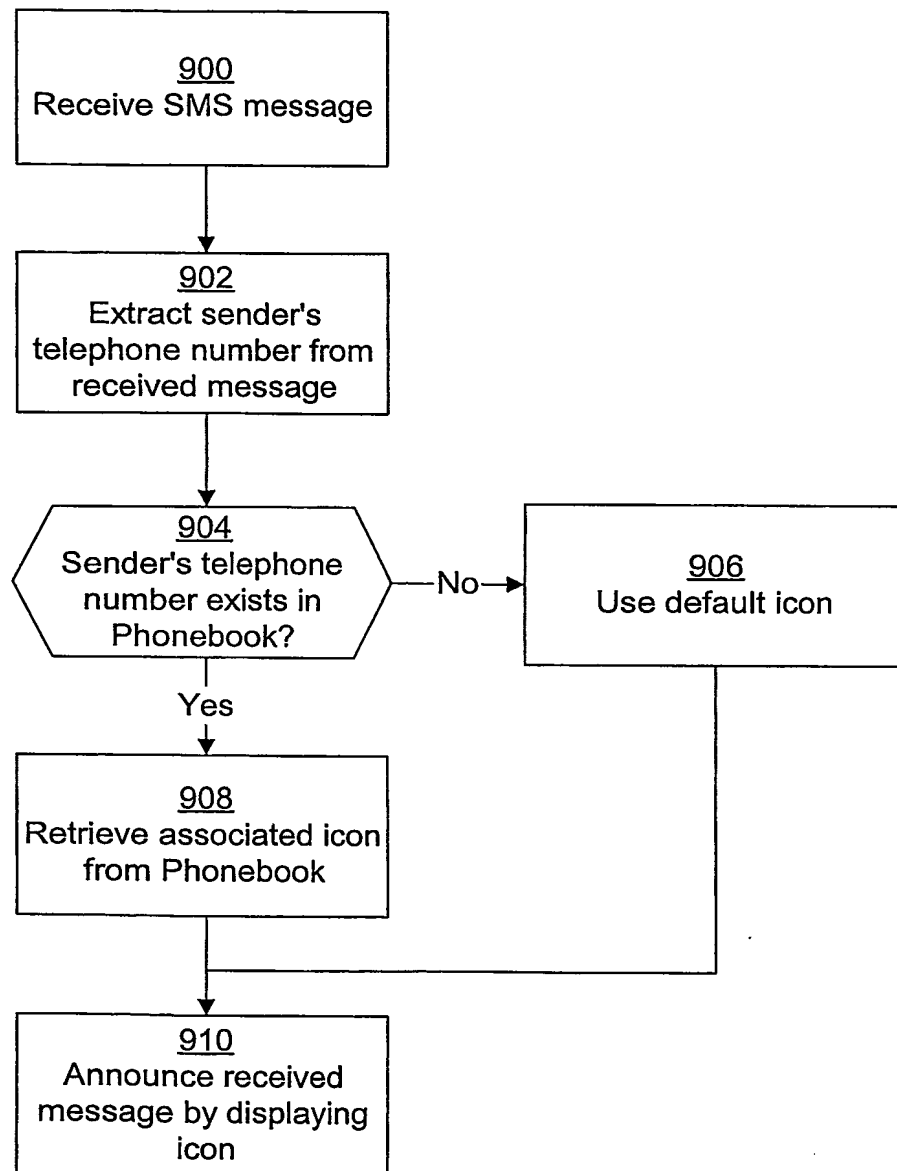 900
Receive SMS message
902
Extract sender's
telephone number from
received message
904
Sender's telephone
number exists in
Phonebook?
No
906
Use default icon
Yes
908
Retrieve associated icon
from Phonebook
910
Announce received
message by displaying
icon